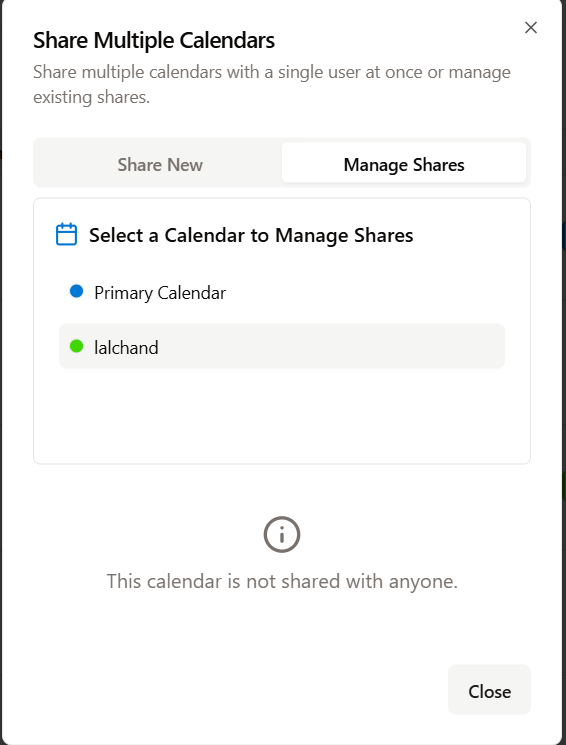 Share Multiple Calendars
Share multiple calendars with a single user at once or manage
existing shares.
Share New
Manage Shares
Select a Calendar to Manage Shares
Primary Calendar
lalchand
This calendar is not shared with anyone.
Close